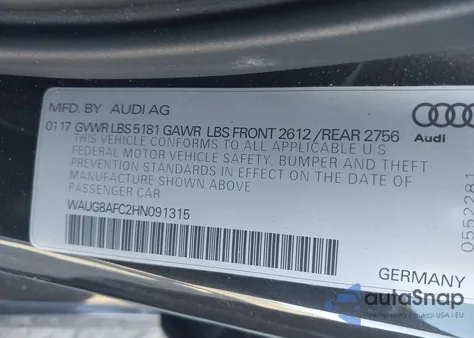 MFD. BY AUDI AG
01 17 GVWR LBS 5181 GAWR LBS FRONT 2612 /REAR 2756
THIS VEHICLE CONFORMS TO ALL APPLICABLE U.S
FEDERAL MOTOR VEHICLE SAFETY, BUMPER AND THEFT
PREVENTION STANDARDS IN EFFECT ON THE DATE OF
MANUFACTURE SHOWN ABOVE
PASSENGER CAR
WAUG8AFC2HN091315
Audi
0552281
GERMANY
autoSnap